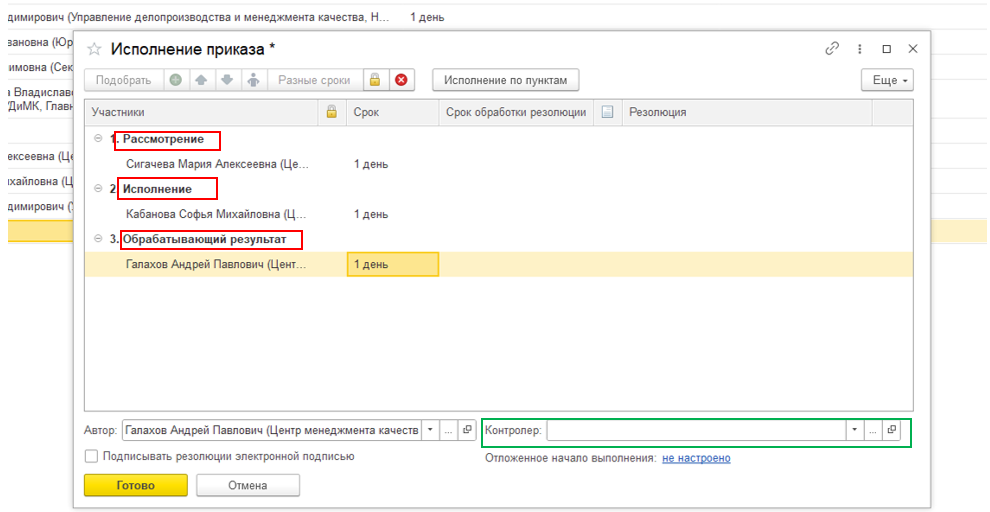 димирович (Управление делопроизводства и менеджмента качества, Н... 1 день
вановна (Юр
Исполнение приказа *
имовна (Сек
Подобрать Разные сроки Исполнение по пунктам Еще
а Владиславо
УДиМК, Главн
Участники Срок Срок обработки резолюции Резолюция
1. Рассмотрение
лексеевна (Це
Сигачева Мария Алексеевна (Це... 1 день
ихайловна (Ц
2. Исполнение
димирович (У
Кабанова Софья Михайловна (Ц... 1 день
3. Обрабатывающий результат
Галахов Андрей Павлович (Цент... 1 день
Автор: Галахов Андрей Павлович (Центр менеджмента качеств ... Контролер: ...
Подписывать резолюции электронной подписью Отложенное начало выполнения: не настроено
Готово Отмена